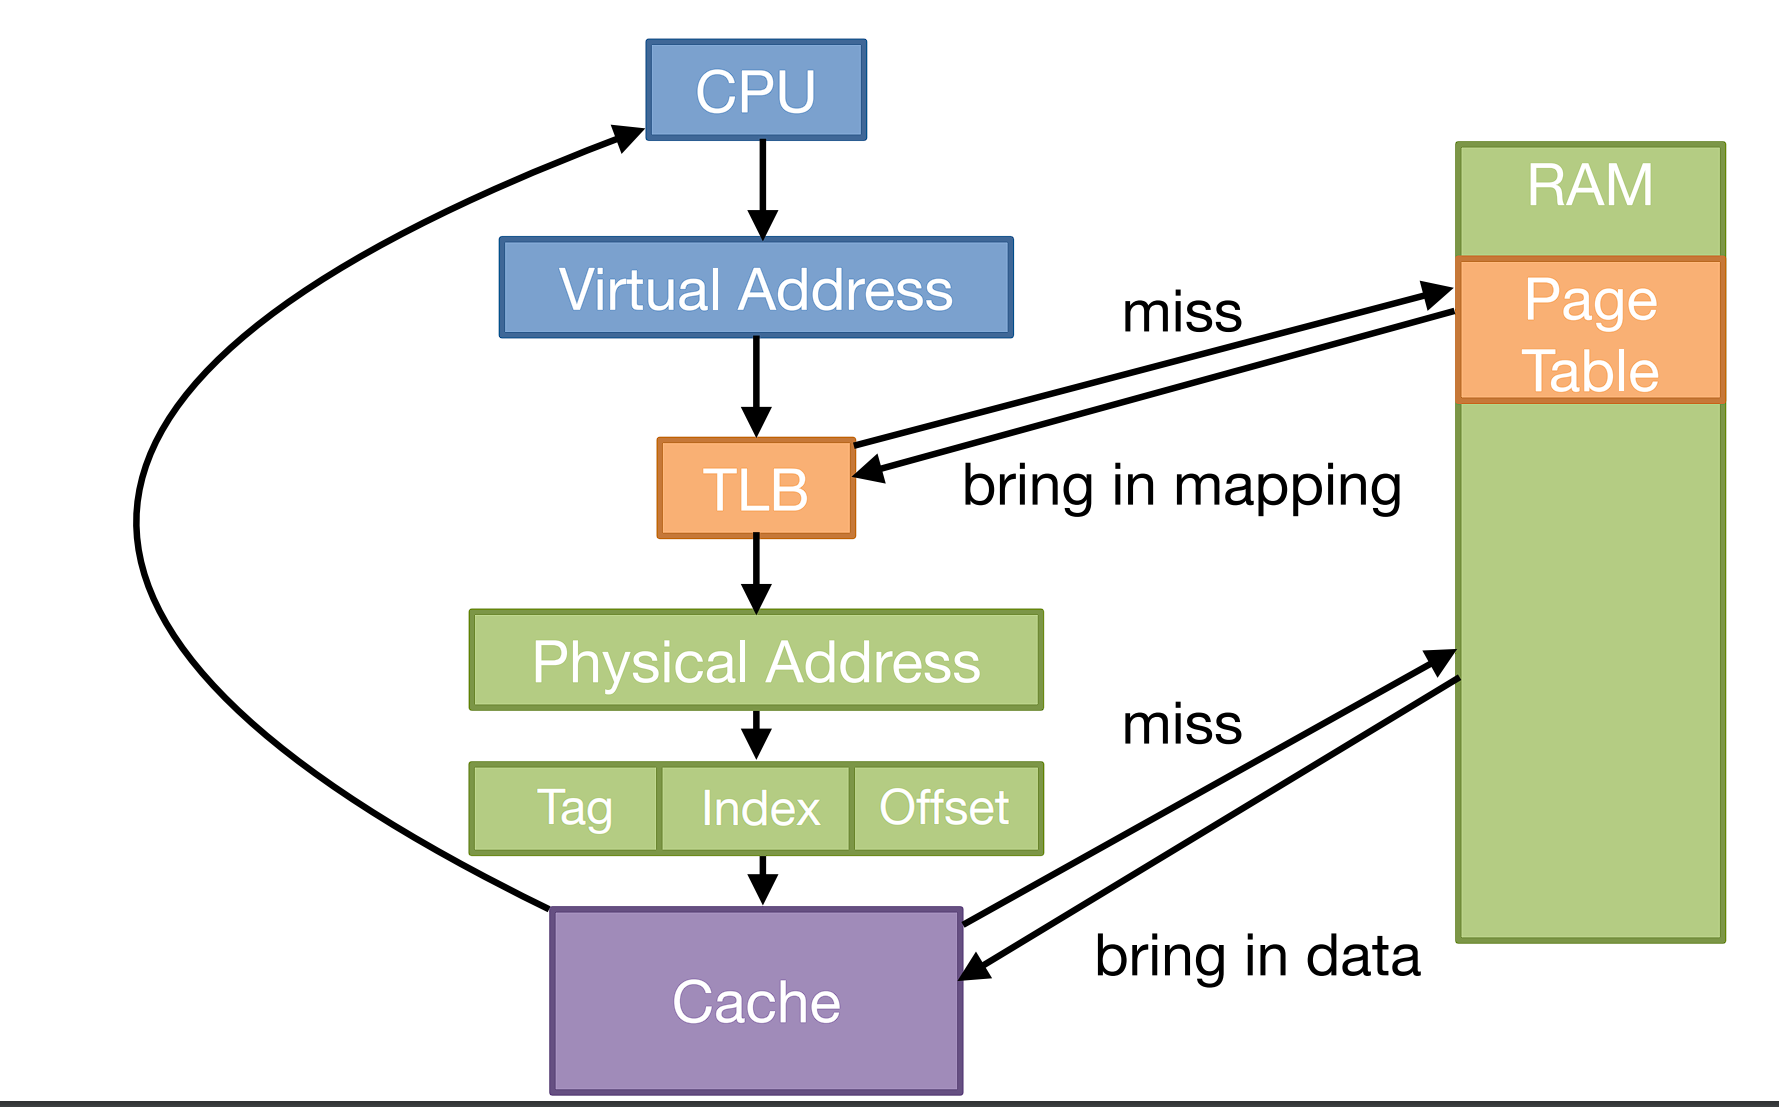 CPU
RAM
Virtual Address
miss
Page
Table
TLB
bring in mapping
Physical Address
miss
Tag
Index
Offset
bring in data
Cache